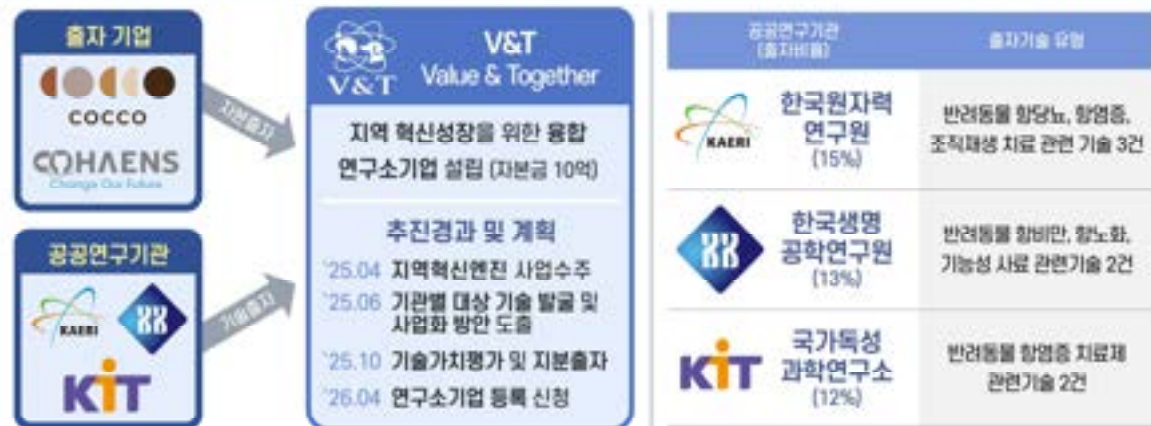 출자 기업
COCCO
COHAENS
Change Our Future
자본출자
공공연구기관
KAERI
KIT
기술출자
V&T
V&T
Value & Together
지역 혁신성장을 위한 융합
연구소기업 설립 (자본금 10억)
추진경과 및 계획
'25.04 지역혁신엔진 사업수주
'25.06 기관별 대상 기술 발굴 및
사업화 방안 도출
'25.10 기술가치평가 및 지분출자
'26.04 연구소기업 등록 신청
공공연구기관
(출자비율)
출자기술 유형
KAERI
한국원자력
연구원
(15%)
반려동물 항당뇨, 항염증,
조직재생 치료 관련 기술 3건
한국생명
공학연구원
(13%)
반려동물 항비만, 항노화,
기능성 사료 관련기술 2건
KIT
국가독성
과학연구소
(12%)
반려동물 항염증 치료제
관련기술 2건